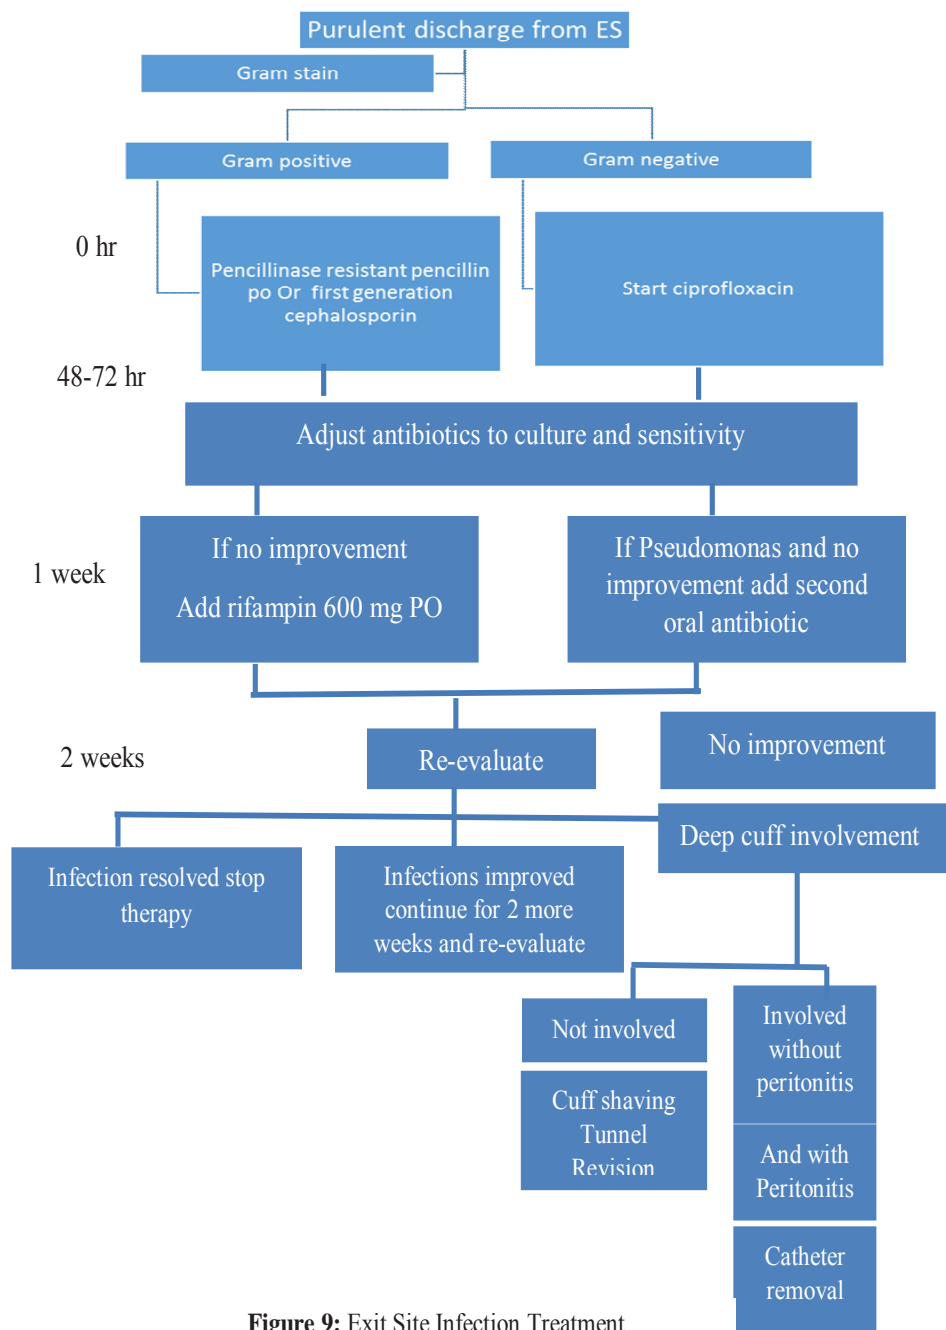 Purulent discharge from ES
Gram stain
Gram positive
Gram negative
0 hr
Pencillinase resistant pencillin
po Or first generation
cephalosporin
Start ciprofloxacin
48-72 hr
Adjust antibiotics to culture and sensitivity
1 week
If no improvement
Add rifampin 600 mg PO
If Pseudomonas and no
improvement add second
oral antibiotic
2 weeks
Re-evaluate
No improvement
Deep cuff involvement
Infection resolved stop
therapy
Infections improved
continue for 2 more
weeks and re-evaluate
Not involved
Cuff shaving
Tunnel
Revision
Involved
without
peritonitis
And with
Peritonitis
Catheter
removal
Figure 9: Exit Site Infection Treatment